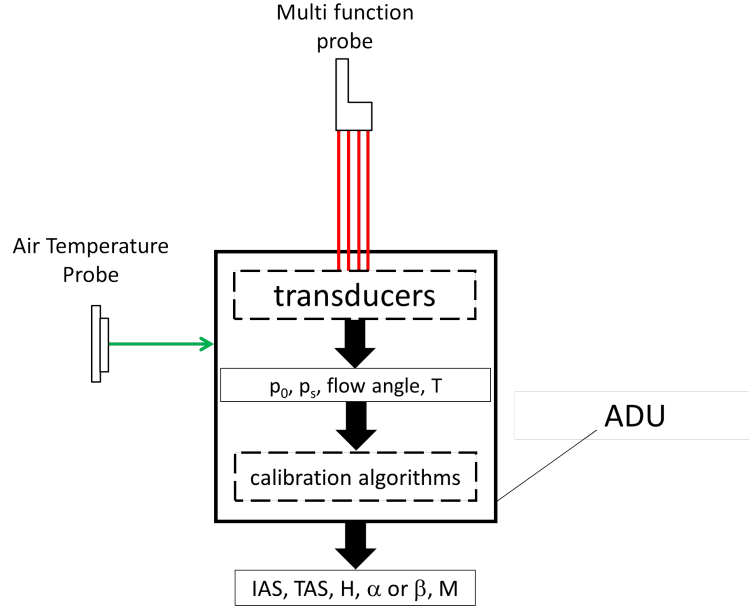 Multi function
probe
Air Temperature
Probe
transducers
p₀, pₛ, flow angle, T
ADU
calibration algorithms
IAS, TAS, H, α or β, M